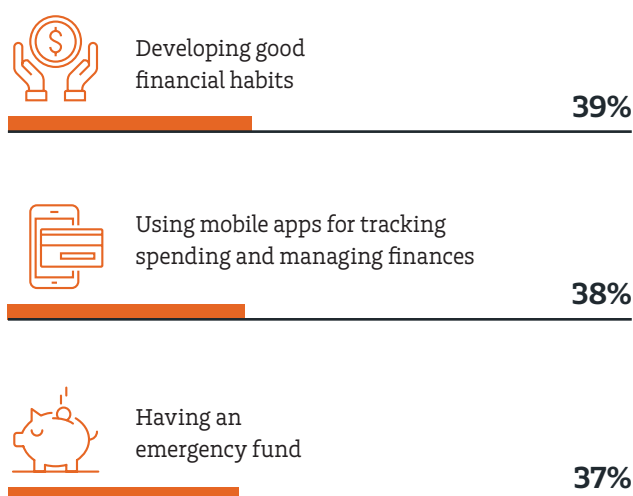 $
Developing good
financial habits
39%
Using mobile apps for tracking
spending and managing finances
38%
Having an
emergency fund
37%